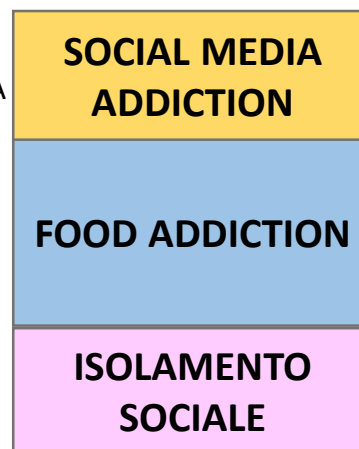 SOCIAL MEDIA
A
ADDICTION
FOOD ADDICTION
ISOLAMENTO
SOCIALE